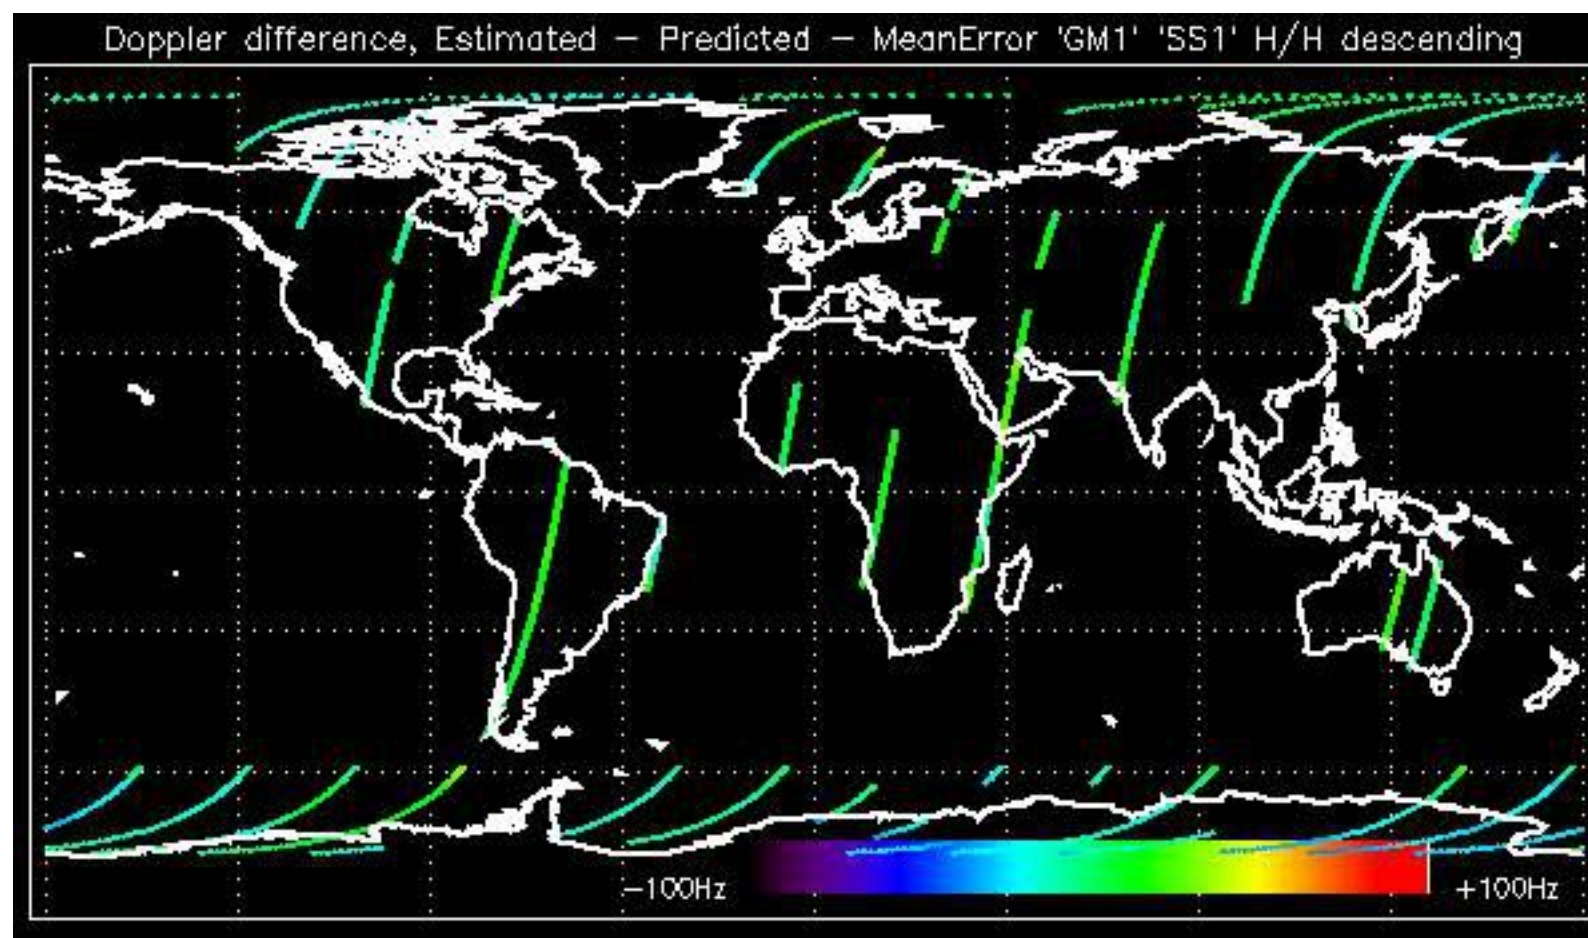 Doppler difference, Estimated – Predicted – MeanError 'GM1' 'SS1' H/H descending
–100Hz
+100Hz